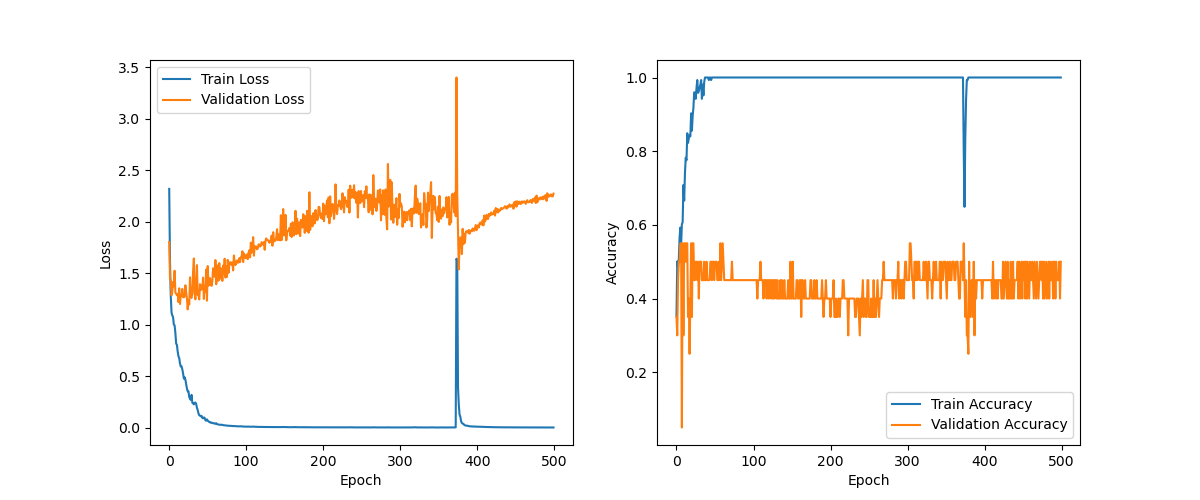 3.5
3.0
2.5
2.0
1.5
1.0
0.5
0.0
Loss
Train Loss
Validation Loss
0 100 200 300 400 500
Epoch
1.0
0.8
0.6
0.4
0.2
Accuracy
Train Accuracy
Validation Accuracy
0 100 200 300 400 500
Epoch